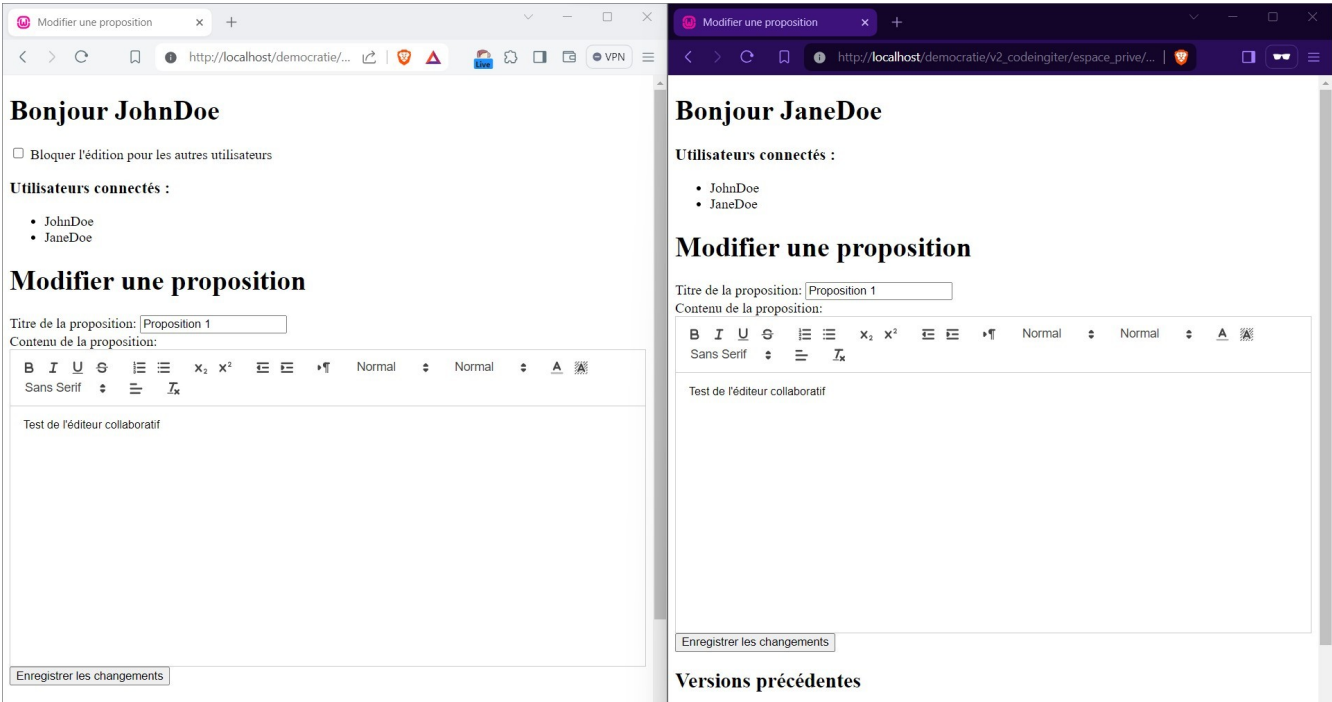 Modifier une proposition
http://localhost/democratie/...
Live
VPN
Bonjour JohnDoe
Bloquer l'édition pour les autres utilisateurs
Utilisateurs connectés :
JohnDoe
JaneDoe
Modifier une proposition
Titre de la proposition: Proposition 1
Contenu de la proposition:
B I U S x₂ x² Normal Normal A A
Sans Serif Tx
Test de l'éditeur collaboratif
Enregistrer les changements
Modifier une proposition
http://localhost/democratie/v2_codeingiter/espace_prive/...
Bonjour JaneDoe
Utilisateurs connectés :
JohnDoe
JaneDoe
Modifier une proposition
Titre de la proposition: Proposition 1
Contenu de la proposition:
B I U S x₂ x² Normal Normal A A
Sans Serif Tx
Test de l'éditeur collaboratif
Enregistrer les changements
Versions précédentes